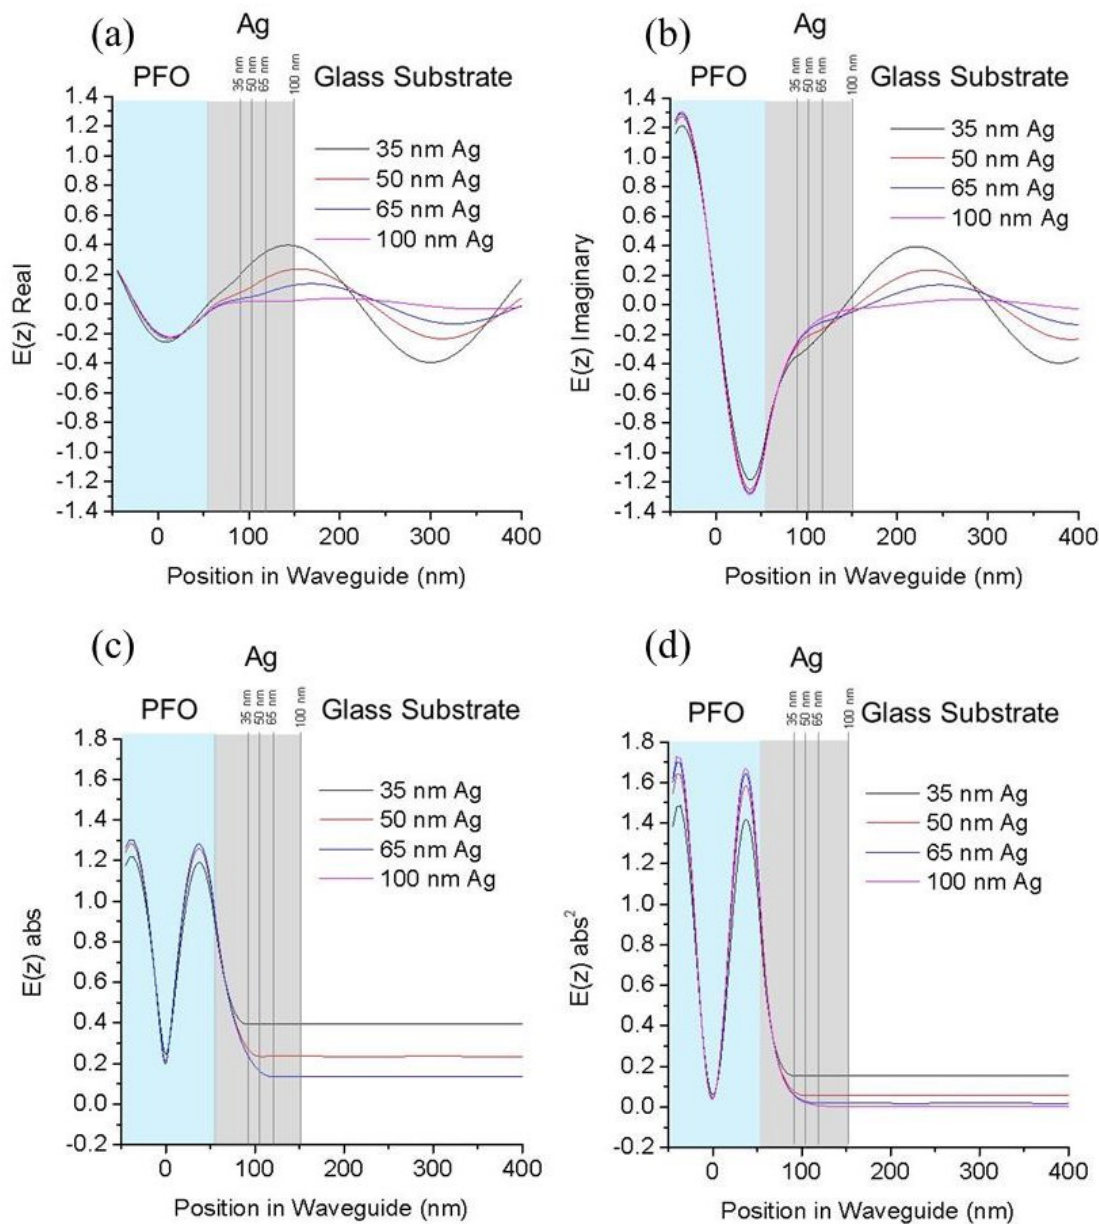 (a)
Ag
PFO
35 nm
50 nm
65 nm
100 nm
Glass Substrate
1.4
1.2
1.0
0.8
0.6
0.4
0.2
0.0
-0.2
-0.4
-0.6
-0.8
-1.0
-1.2
-1.4
E(z) Real
35 nm Ag
50 nm Ag
65 nm Ag
100 nm Ag
0
100
200
300
400
Position in Waveguide (nm)
(b)
Ag
PFO
35 nm
50 nm
65 nm
100 nm
Glass Substrate
1.4
1.2
1.0
0.8
0.6
0.4
0.2
0.0
-0.2
-0.4
-0.6
-0.8
-1.0
-1.2
-1.4
E(z) Imaginary
35 nm Ag
50 nm Ag
65 nm Ag
100 nm Ag
0
100
200
300
400
Position in Waveguide (nm)
(c)
Ag
PFO
35 nm
50 nm
65 nm
100 nm
Glass Substrate
1.8
1.6
1.4
1.2
1.0
0.8
0.6
0.4
0.2
0.0
-0.2
E(z) abs
35 nm Ag
50 nm Ag
65 nm Ag
100 nm Ag
0
100
200
300
400
Position in Waveguide (nm)
(d)
Ag
PFO
35 nm
50 nm
65 nm
100 nm
Glass Substrate
1.8
1.6
1.4
1.2
1.0
0.8
0.6
0.4
0.2
0.0
-0.2
E(z) abs²
35 nm Ag
50 nm Ag
65 nm Ag
100 nm Ag
0
100
200
300
400
Position in Waveguide (nm)